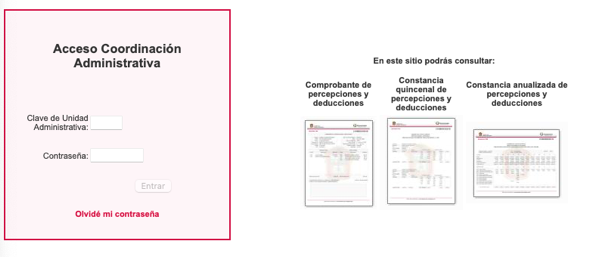 Acceso Coordinación
Administrativa
Clave de Unidad
Administrativa:
Contraseña:
Entrar
Olvidé mi contraseña
En este sitio podrás consultar:
Comprobante de
percepciones y
deducciones
Constancia
quincenal de
percepciones y
deducciones
Constancia anualizada de
percepciones y
deducciones